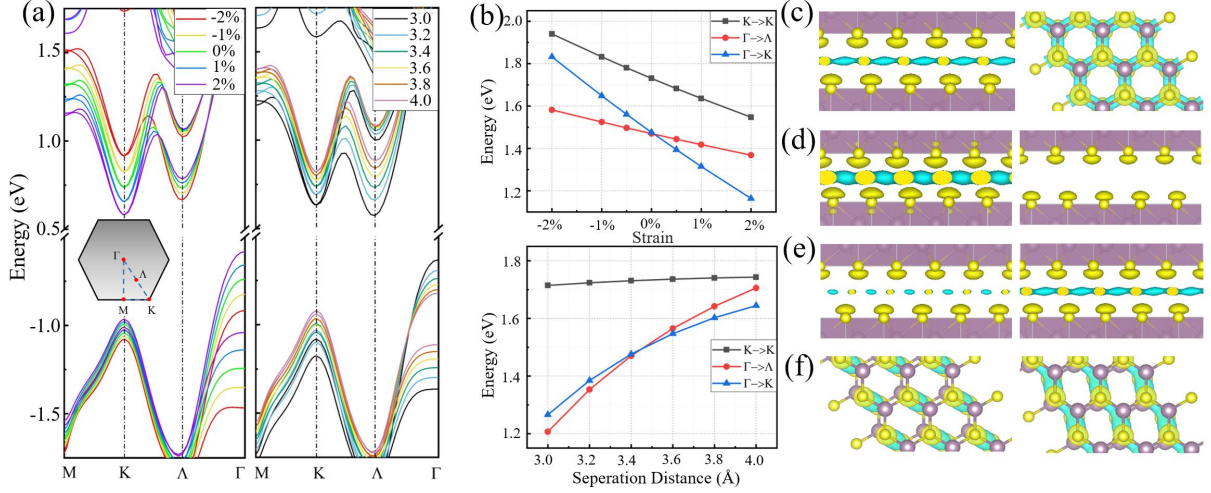 (a)
Energy (eV)
1.5
1.0
0.5
-1.0
-1.5
-2%
-1%
0%
1%
2%
Γ
Λ
M
K
M
K
Λ
Γ
3.0
3.2
3.4
3.6
3.8
4.0
M
K
Λ
Γ
(b)
Energy (eV)
2.0
1.8
1.6
1.4
1.2
K->K
Γ->Λ
Γ->K
-2%
-1%
0%
1%
2%
Strain
Energy (eV)
1.8
1.6
1.4
1.2
K->K
Γ->Λ
Γ->K
3.0
3.2
3.4
3.6
3.8
4.0
Seperation Distance (Å)
(c)
(d)
(e)
(f)